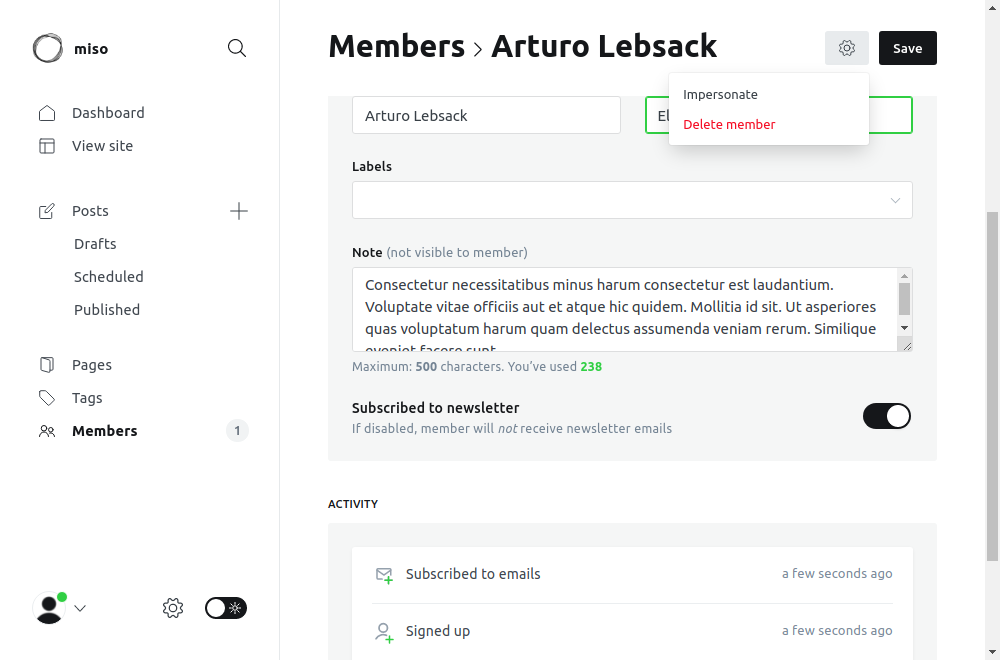 miso
Dashboard
View site
Posts
Drafts
Scheduled
Published
Pages
Tags
Members 1
Members > Arturo Lebsack
Save
Impersonate
Delete member
Arturo Lebsack
Labels
Note (not visible to member)
Consectetur necessitatibus minus harum consectetur est laudantium.
Voluptate vitae officiis aut et atque hic quidem. Mollitia id sit. Ut asperiores
quas voluptatum harum quam delectus assumenda veniam rerum. Similique
eveniet facere sunt
Maximum: 500 characters. You've used 238
Subscribed to newsletter
If disabled, member will not receive newsletter emails
ACTIVITY
Subscribed to emails a few seconds ago
Signed up a few seconds ago